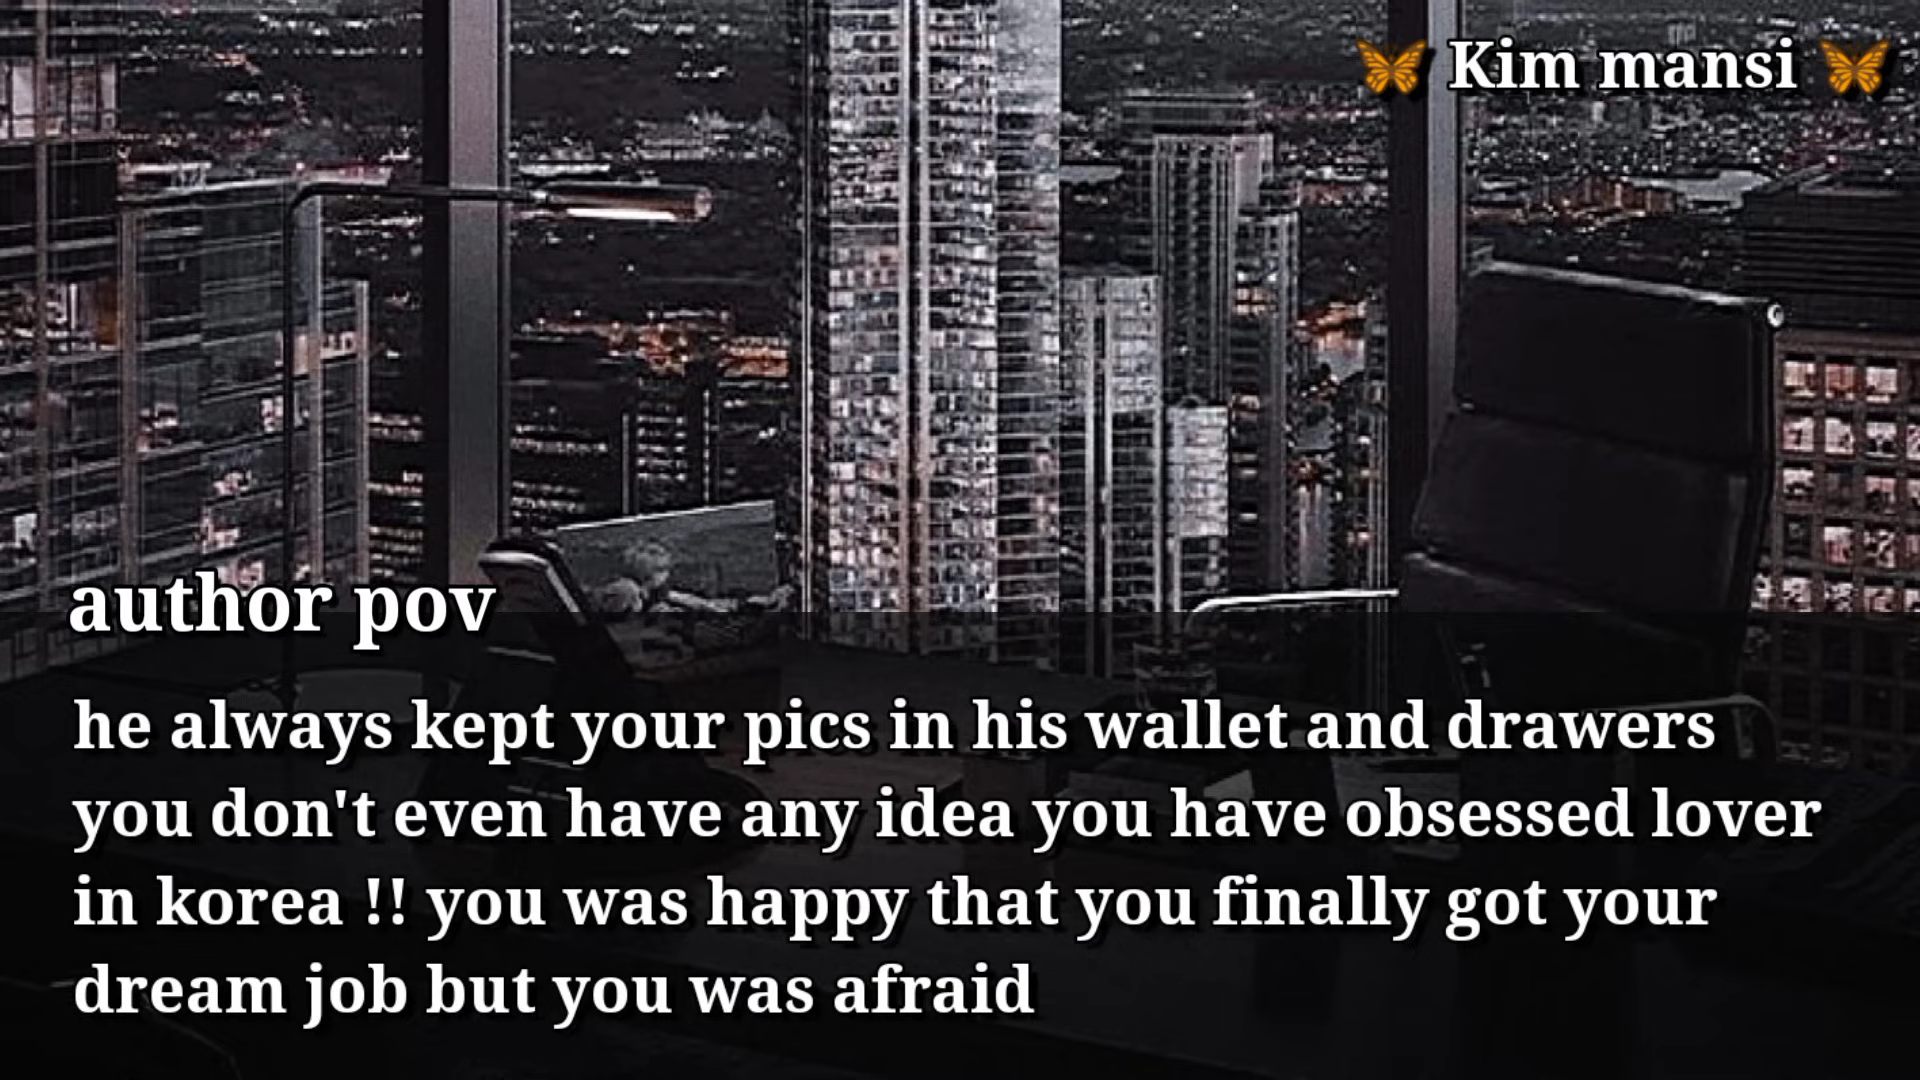 🦋 Kim mansi 🦋
author pov
he always kept your pics in his wallet and drawers
you don't even have any idea you have obsessed lover
in korea !! you was happy that you finally got your
dream job but you was afraid